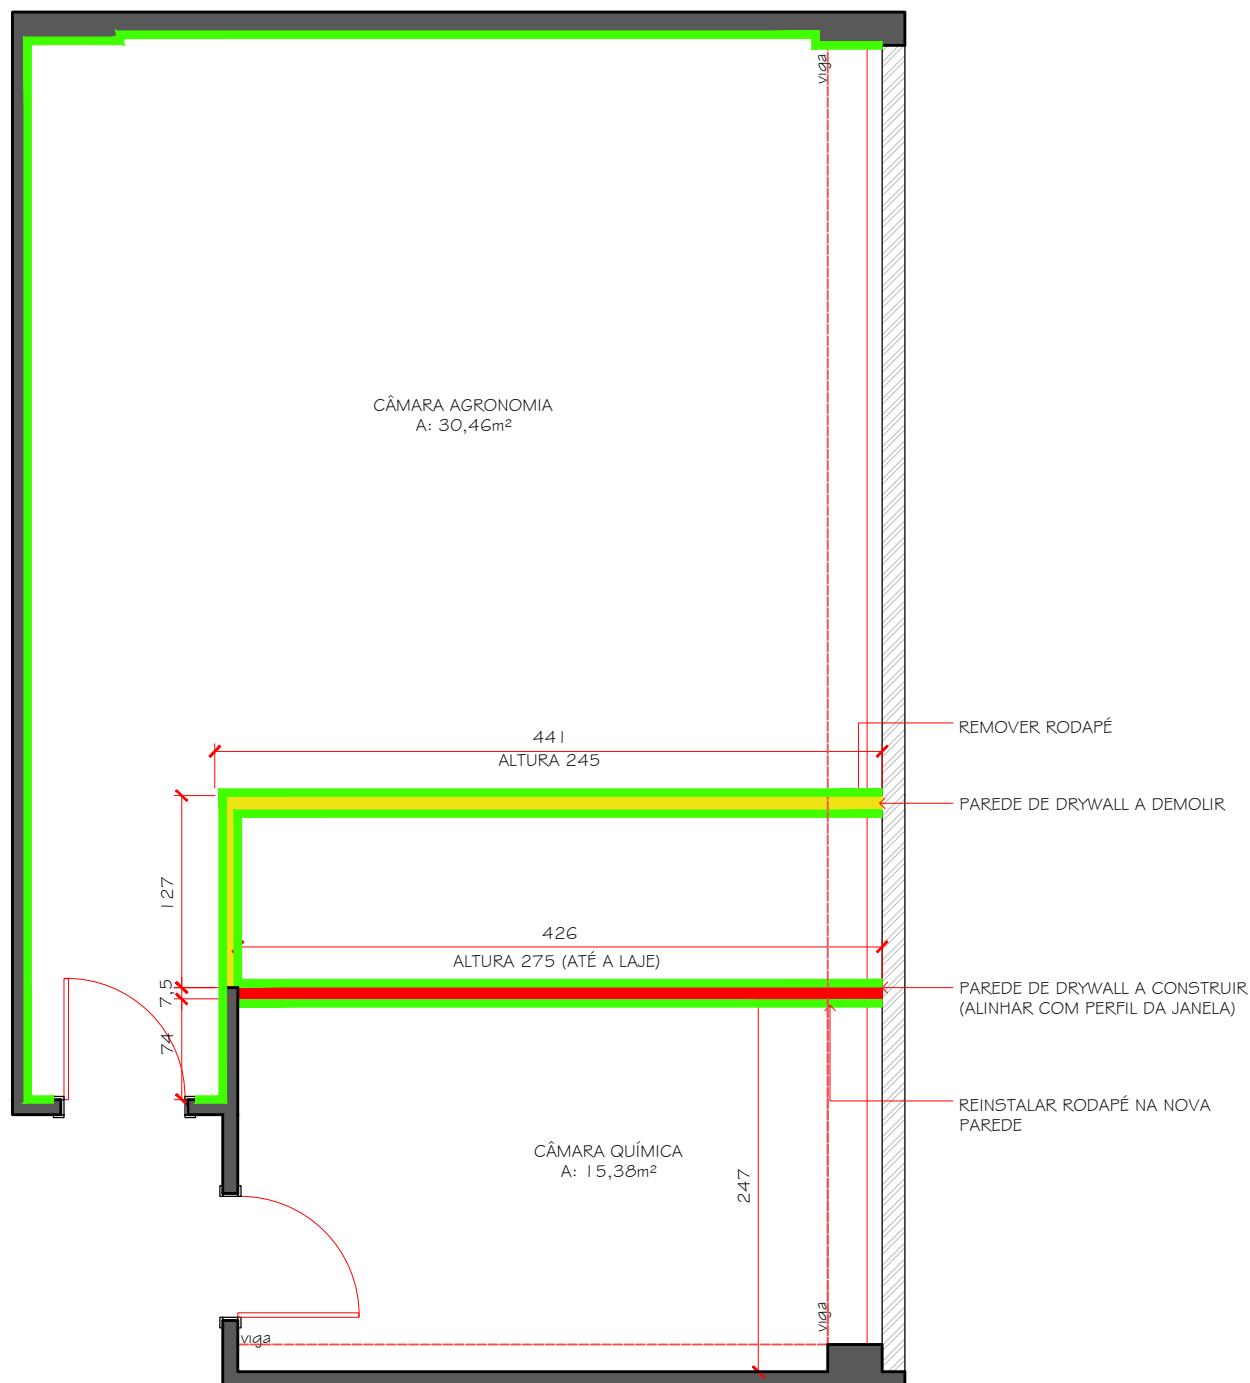 viga
CÂMARA AGRONOMIA
A: 30,46m²
REMOVER RODAPÉ
441
ALTURA 245
PAREDE DE DRYWALL A DEMOLIR
127
426
ALTURA 275 (ATÉ A LAJE)
7,5
PAREDE DE DRYWALL A CONSTRUIR
(ALINHAR COM PERFIL DA JANELA)
74
REINSTALAR RODAPÉ NA NOVA
PAREDE
CÂMARA QUÍMICA
A: 15,38m²
247
viga
viga